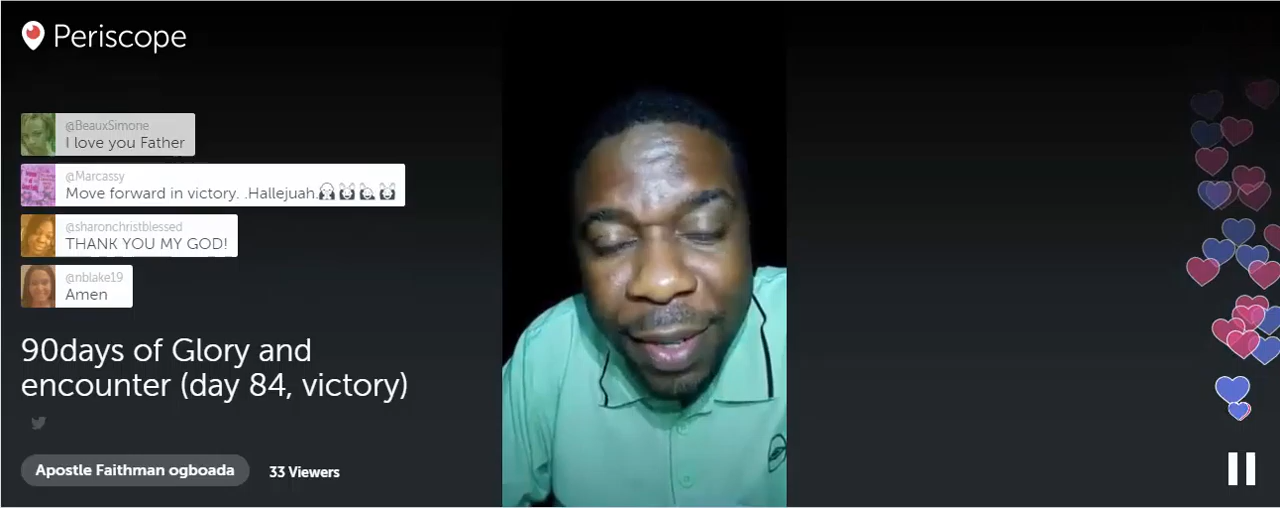 Periscope
@BeauxSimone
I love you Father
@Marcassy
Move forward in victory. .Hallejuah.
@sharonchristblessed
THANK YOU MY GOD!
@nblake19
Amen
90days of Glory and
encounter (day 84, victory)
Apostle Faithman ogboada
33 Viewers